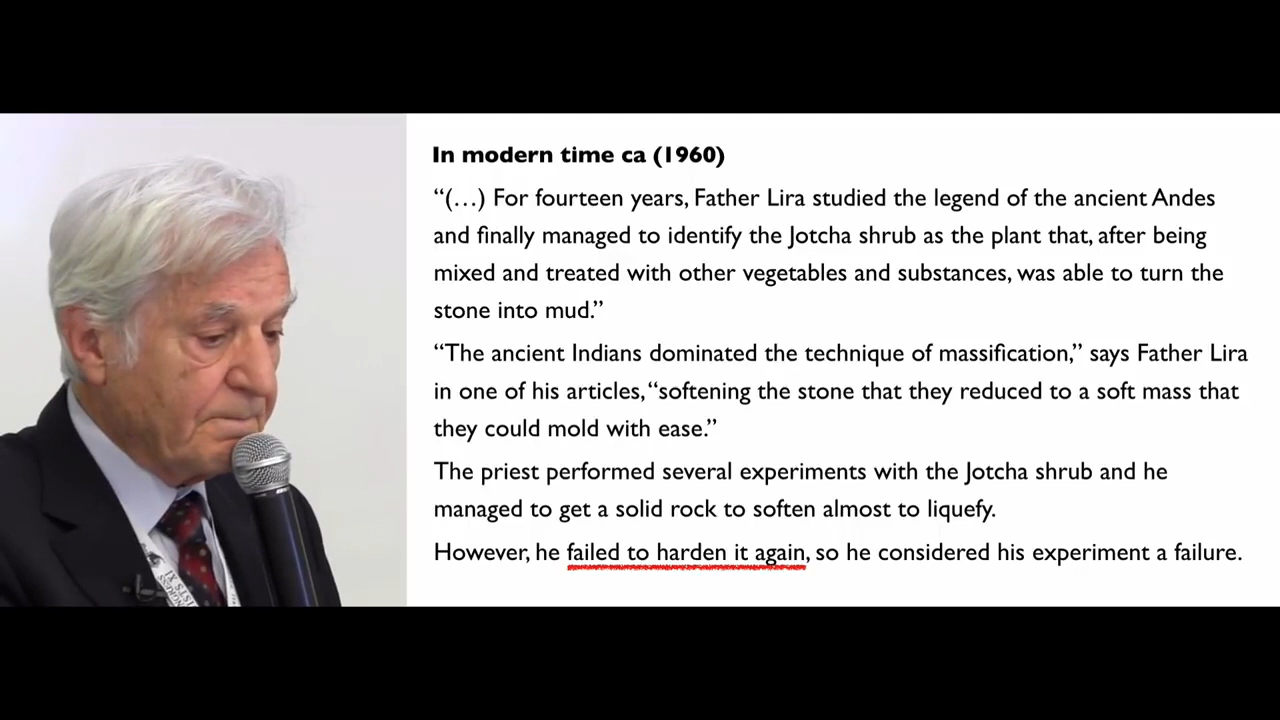 In modern time ca (1960)
“(…) For fourteen years, Father Lira studied the legend of the ancient Andes
and finally managed to identify the Jotcha shrub as the plant that, after being
mixed and treated with other vegetables and substances, was able to turn the
stone into mud.”
“The ancient Indians dominated the technique of massification,” says Father Lira
in one of his articles, “softening the stone that they reduced to a soft mass that
they could mold with ease.”
The priest performed several experiments with the Jotcha shrub and he
managed to get a solid rock to soften almost to liquefy.
However, he failed to harden it again, so he considered his experiment a failure.